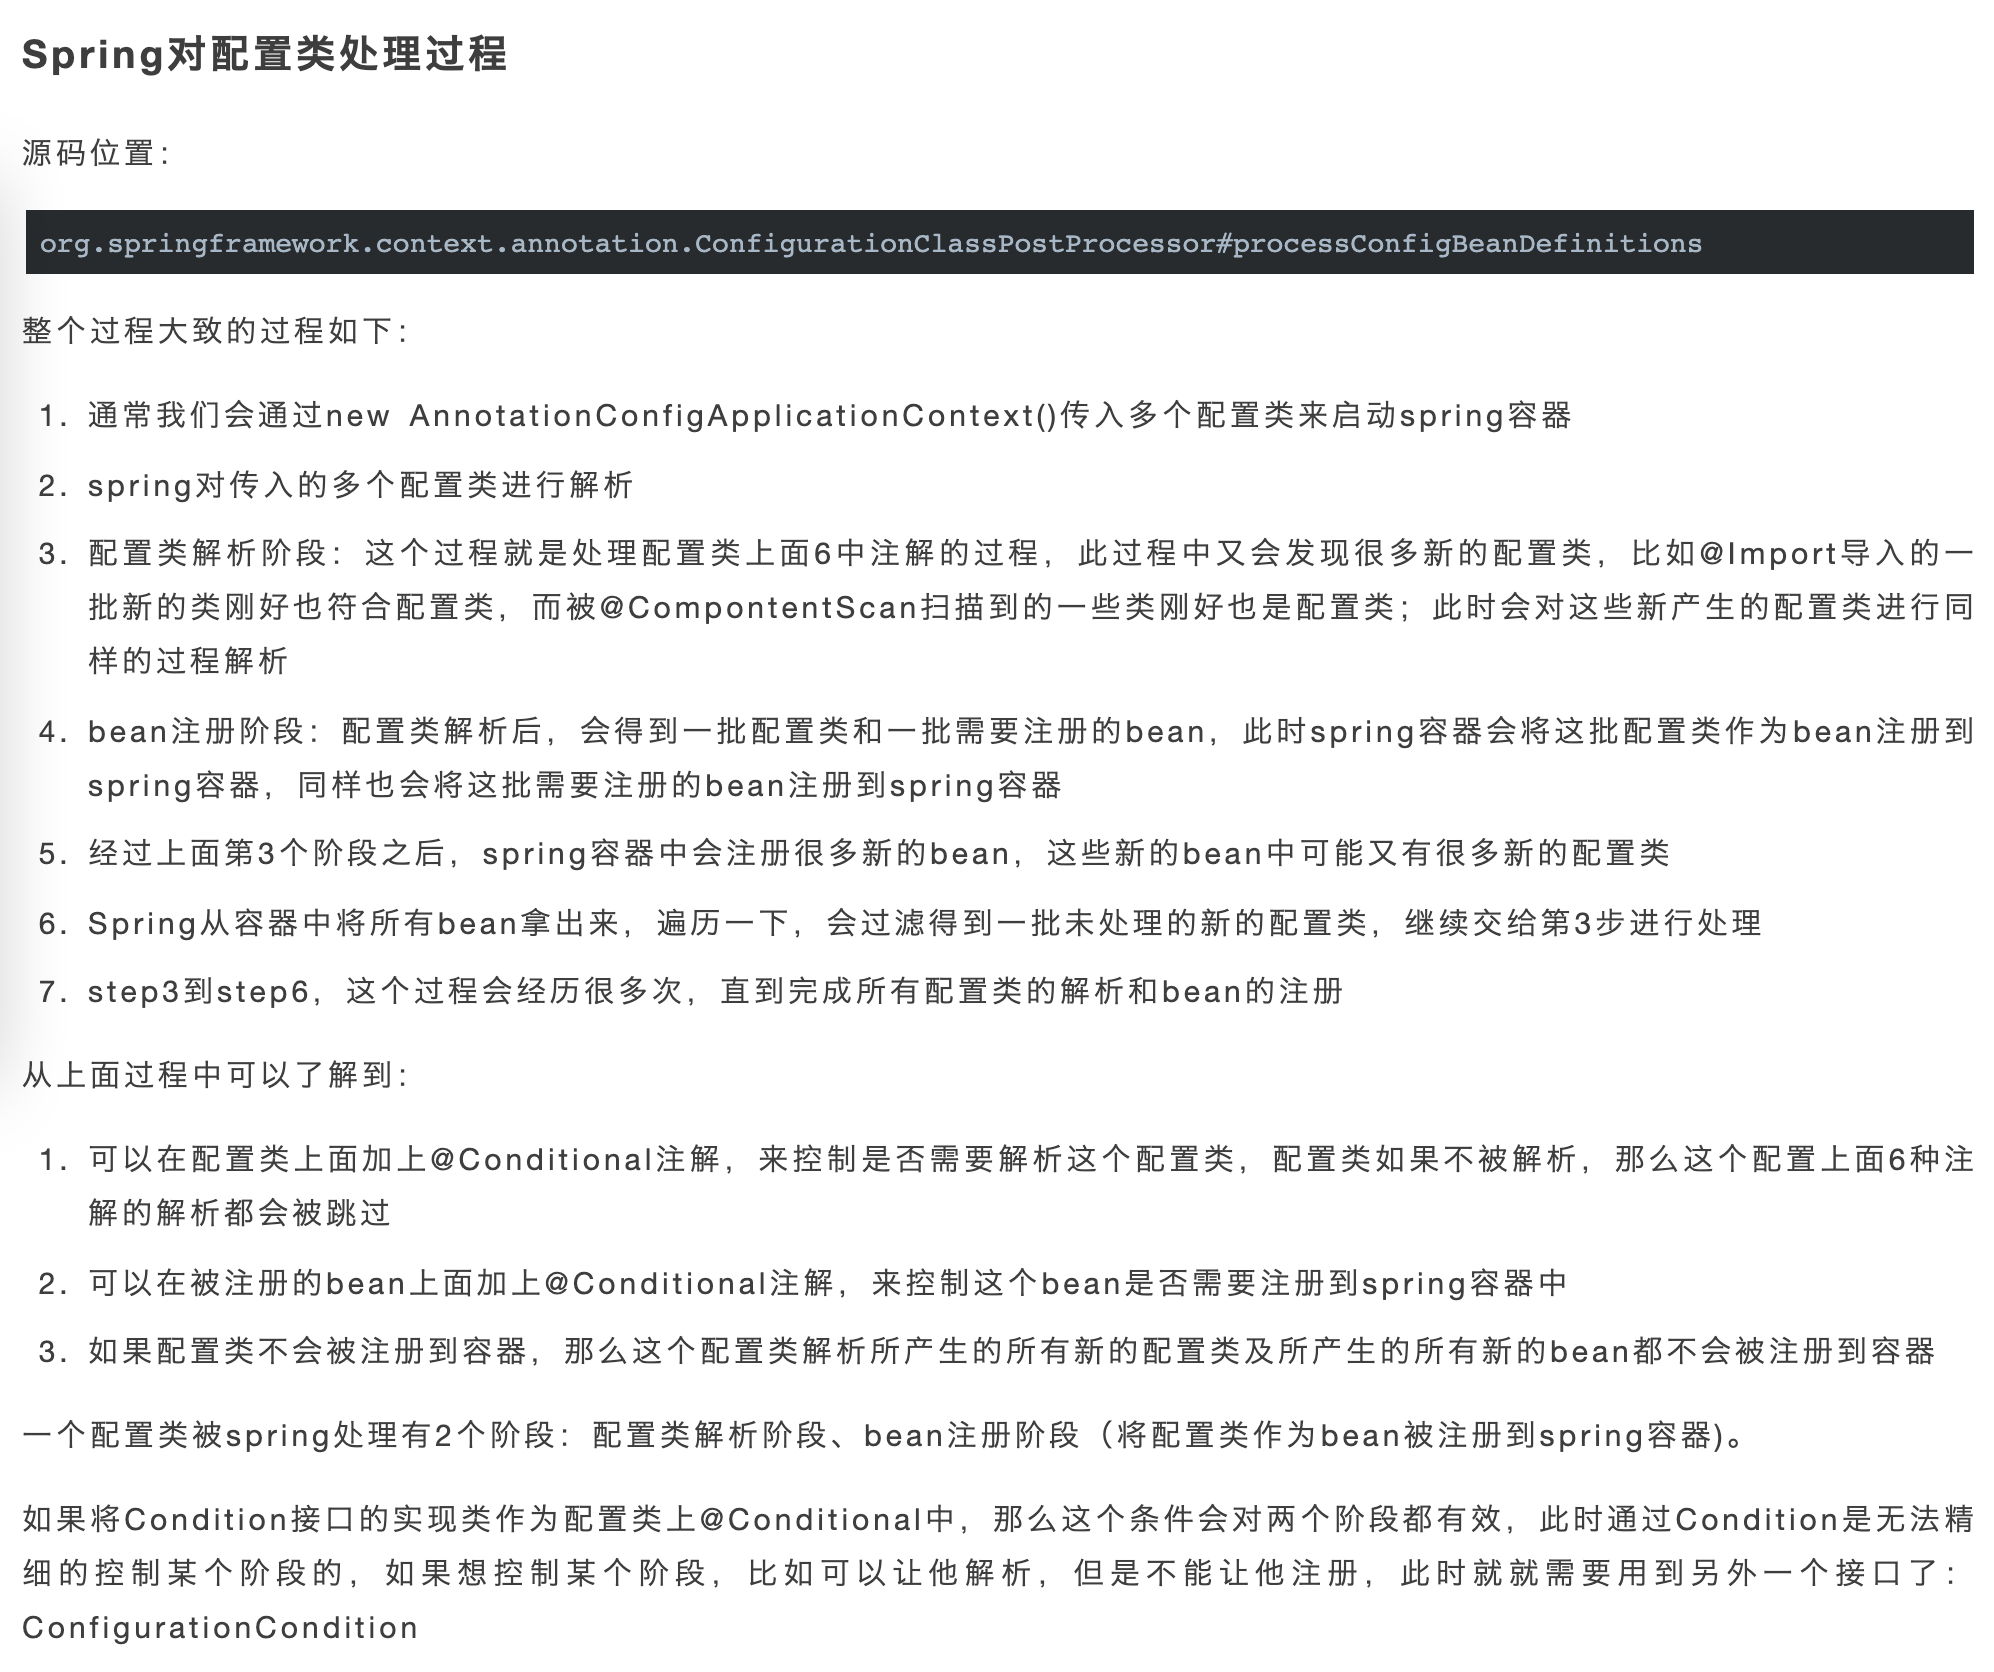 Spring对配置类处理过程
源码位置：
org.springframework.context.annotation.ConfigurationClassPostProcessor#processConfigBeanDefinitions
整个过程大致的过程如下：
1. 通常我们会通过new AnnotationConfigApplicationContext()传入多个配置类来启动spring容器
2. spring对传入的多个配置类进行解析
3. 配置类解析阶段：这个过程就是处理配置类上面6中注解的过程，此过程中又会发现很多新的配置类，比如@Import导入的一
批新的类刚好也符合配置类，而被@CompontentScan扫描到的一些类刚好也是配置类；此时会对这些新产生的配置类进行同
样的过程解析
4. bean注册阶段：配置类解析后，会得到一批配置类和一批需要注册的bean，此时spring容器会将这批配置类作为bean注册到
spring容器，同样也会将这批需要注册的bean注册到spring容器
5. 经过上面第3个阶段之后，spring容器中会注册很多新的bean，这些新的bean中可能又有很多新的配置类
6. Spring从容器中将所有bean拿出来，遍历一下，会过滤得到一批未处理的新的配置类，继续交给第3步进行处理
7. step3到step6，这个过程会经历很多次，直到完成所有配置类的解析和bean的注册
从上面过程中可以了解到：
1. 可以在配置类上面加上@Conditional注解，来控制是否需要解析这个配置类，配置类如果不被解析，那么这个配置上面6种注
解的解析都会被跳过
2. 可以在被注册的bean上面加上@Conditional注解，来控制这个bean是否需要注册到spring容器中
3. 如果配置类不会被注册到容器，那么这个配置类解析所产生的所有新的配置类及所产生的所有新的bean都不会被注册到容器
一个配置类被spring处理有2个阶段：配置类解析阶段、bean注册阶段（将配置类作为bean被注册到spring容器)。
如果将Condition接口的实现类作为配置类上@Conditional中，那么这个条件会对两个阶段都有效，此时通过Condition是无法精
细的控制某个阶段的，如果想控制某个阶段，比如可以让他解析，但是不能让他注册，此时就就需要用到另外一个接口了：
ConfigurationCondition